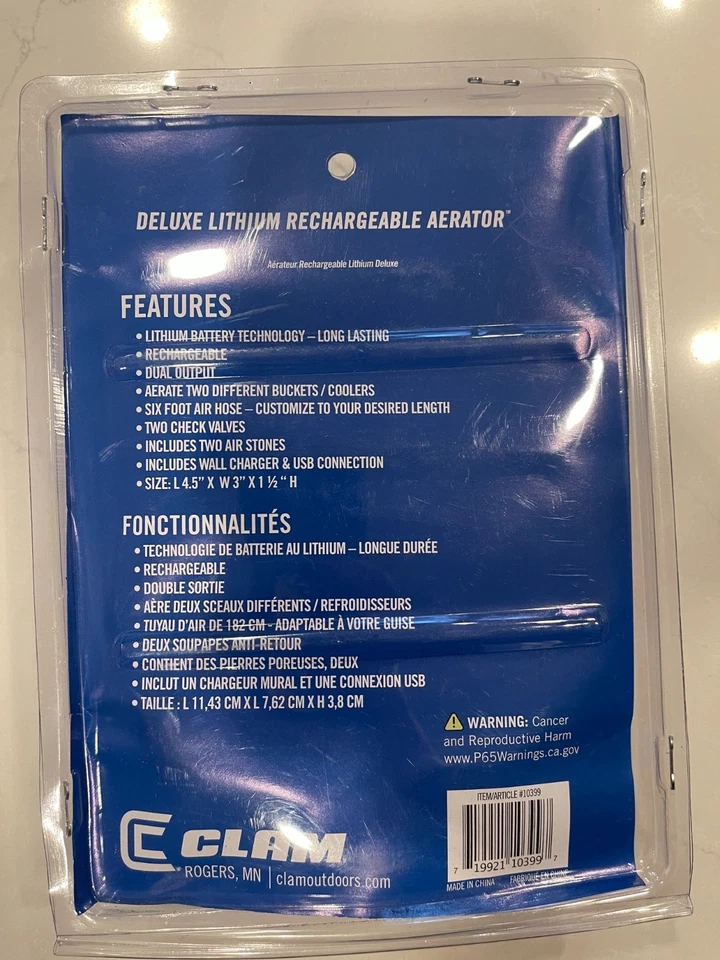 DELUXE LITHIUM RECHARGEABLE AERATOR™
Aérateur Rechargeable Lithium Deluxe
FEATURES
• LITHIUM BATTERY TECHNOLOGY – LONG LASTING
• RECHARGEABLE
• DUAL OUTPUT
• AERATE TWO DIFFERENT BUCKETS / COOLERS
• SIX FOOT AIR HOSE – CUSTOMIZE TO YOUR DESIRED LENGTH
• TWO CHECK VALVES
• INCLUDES TWO AIR STONES
• INCLUDES WALL CHARGER & USB CONNECTION
• SIZE: L 4.5” X W 3” X 1 ½ “ H
FONCTIONNALITÉS
• TECHNOLOGIE DE BATTERIE AU LITHIUM – LONGUE DURÉE
• RECHARGEABLE
• DOUBLE SORTIE
• AÈRE DEUX SCEAUX DIFFÉRENTS / REFROIDISSEURS
• TUYAU D'AIR DE 182 CM - ADAPTABLE À VOTRE GUISE
• DEUX SOUPAPES ANTI-RETOUR
• CONTIENT DES PIERRES POREUSES, DEUX
• INCLUT UN CHARGEUR MURAL ET UNE CONNEXION USB
• TAILLE : L 11,43 CM X L 7,62 CM X H 3,8 CM
⚠ WARNING: Cancer
and Reproductive Harm
www.P65Warnings.ca.gov
CLAM
ROGERS, MN | clamoutdoors.com
ITEM/ARTICLE #10399
7 19921 10399 7
MADE IN CHINA FABRIQUÉ EN CHINE